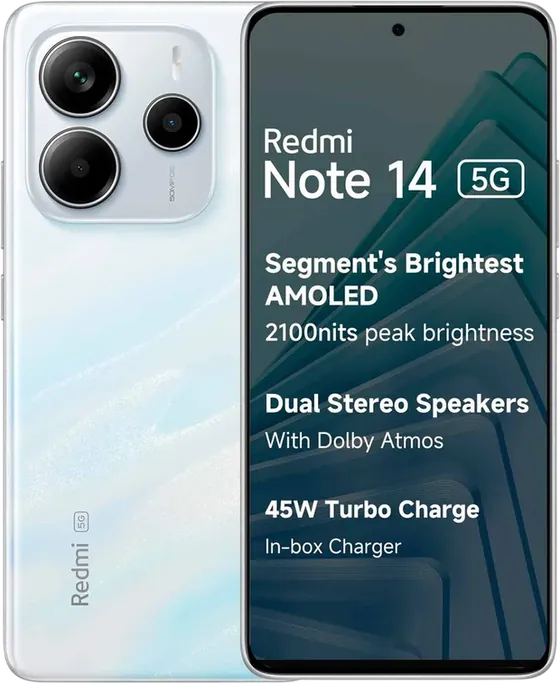 Redmi
Note 14 5G
Segment's Brightest
AMOLED
2100nits peak brightness
Dual Stereo Speakers
With Dolby Atmos
45W Turbo Charge
In-box Charger
Redmi 5G